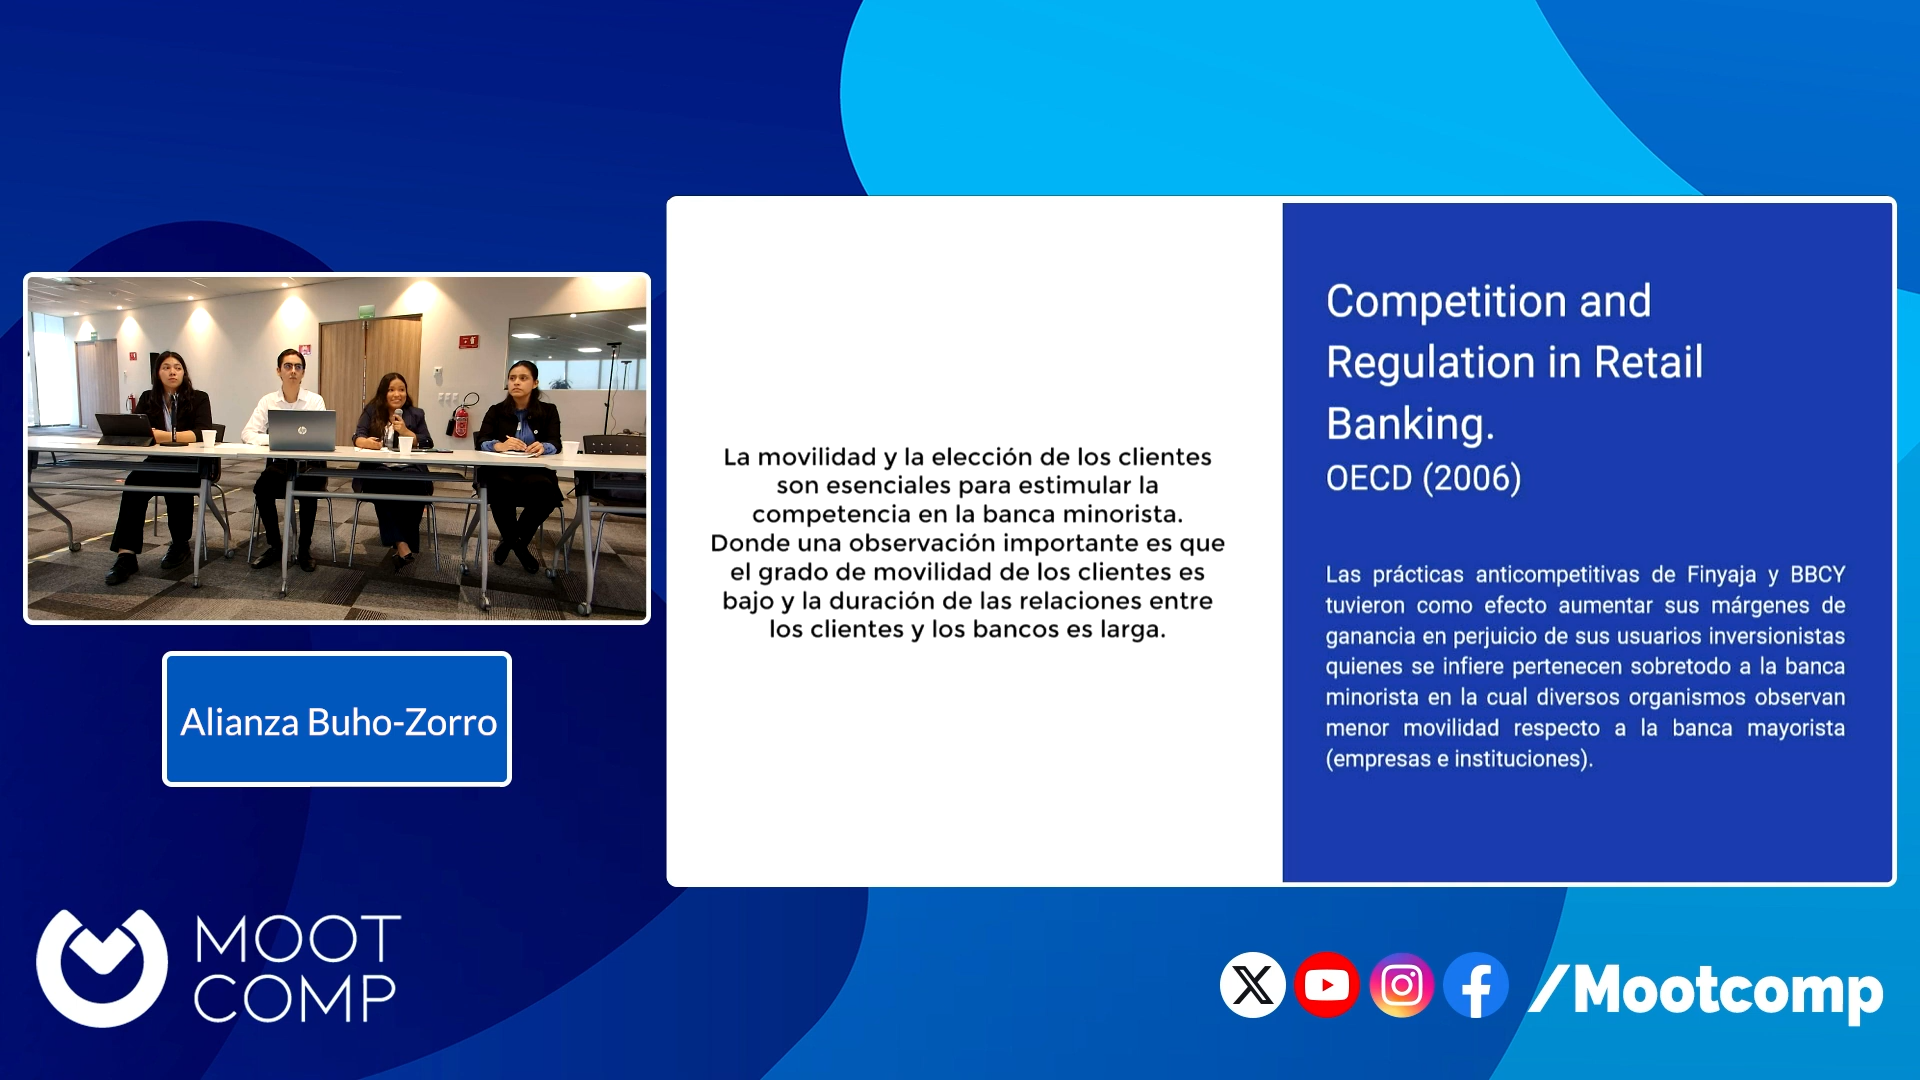 La movilidad y la elección de los clientes
son esenciales para estimular la
competencia en la banca minorista.
Donde una observación importante es que
el grado de movilidad de los clientes es
bajo y la duración de las relaciones entre
los clientes y los bancos es larga.
Competition and
Regulation in Retail
Banking.
OECD (2006)
Las prácticas anticompetitivas de Finyaja y BBCY
tuvieron como efecto aumentar sus márgenes de
ganancia en perjuicio de sus usuarios inversionistas
quienes se infiere pertenecen sobretodo a la banca
minorista en la cual diversos organismos observan
menor movilidad respecto a la banca mayorista
(empresas e instituciones).
Alianza Buho-Zorro
MOOT
COMP
/Mootcomp